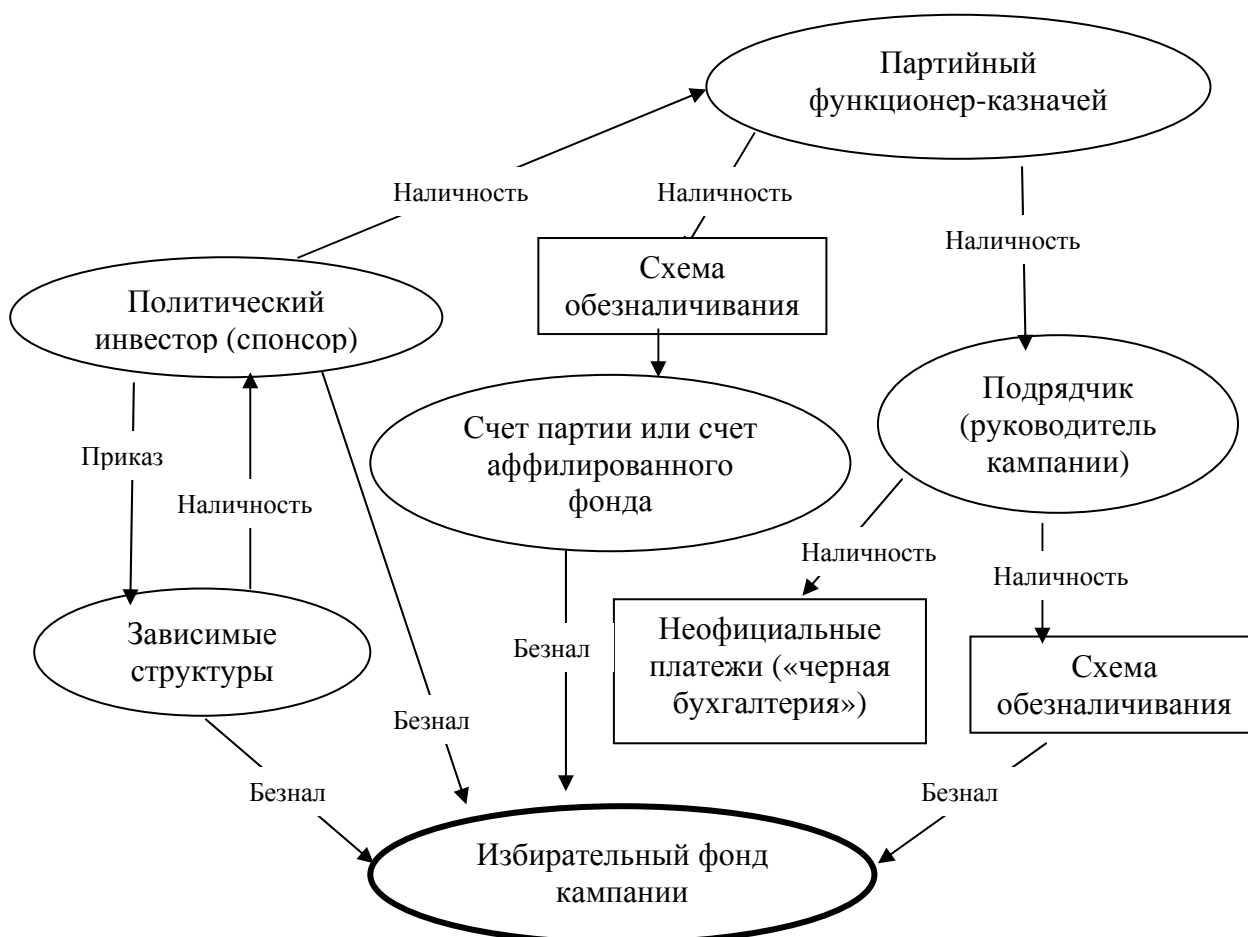 Партийный
функционер-казначей
Наличность
Наличность
Наличность
Схема
обезналичивания
Политический
инвестор (спонсор)
Подрядчик
(руководитель
кампании)
Счет партии или счет
аффилированного
фонда
Приказ
Наличность
Наличность
Наличность
Зависимые
структуры
Неофициальные
платежи («черная
бухгалтерия»)
Безнал
Схема
обезналичивания
Безнал
Безнал
Безнал
Избирательный фонд
кампании